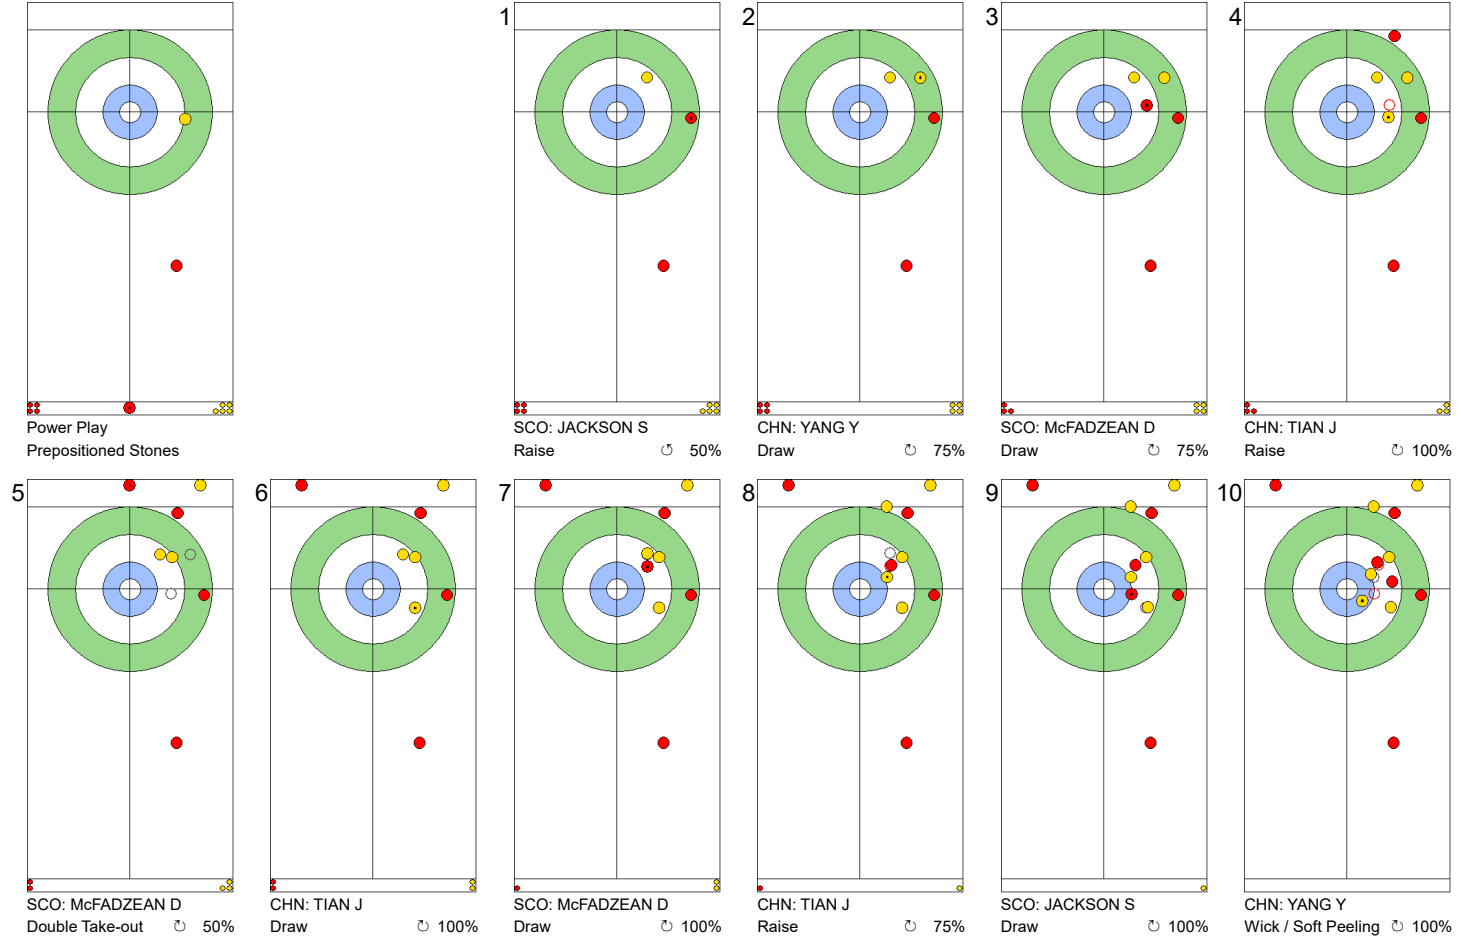 Power Play
Prepositioned Stones
1
SCO: JACKSON S
Raise ↺ 50%
2
CHN: YANG Y
Draw ↻ 75%
3
SCO: McFADZEAN D
Draw ↻ 75%
4
CHN: TIAN J
Raise ↻ 100%
5
SCO: McFADZEAN D
Double Take-out ↻ 50%
6
CHN: TIAN J
Draw ↻ 100%
7
SCO: McFADZEAN D
Draw ↻ 100%
8
CHN: TIAN J
Raise ↻ 75%
9
SCO: JACKSON S
Draw ↻ 100%
10
CHN: YANG Y
Wick / Soft Peeling ↻ 100%